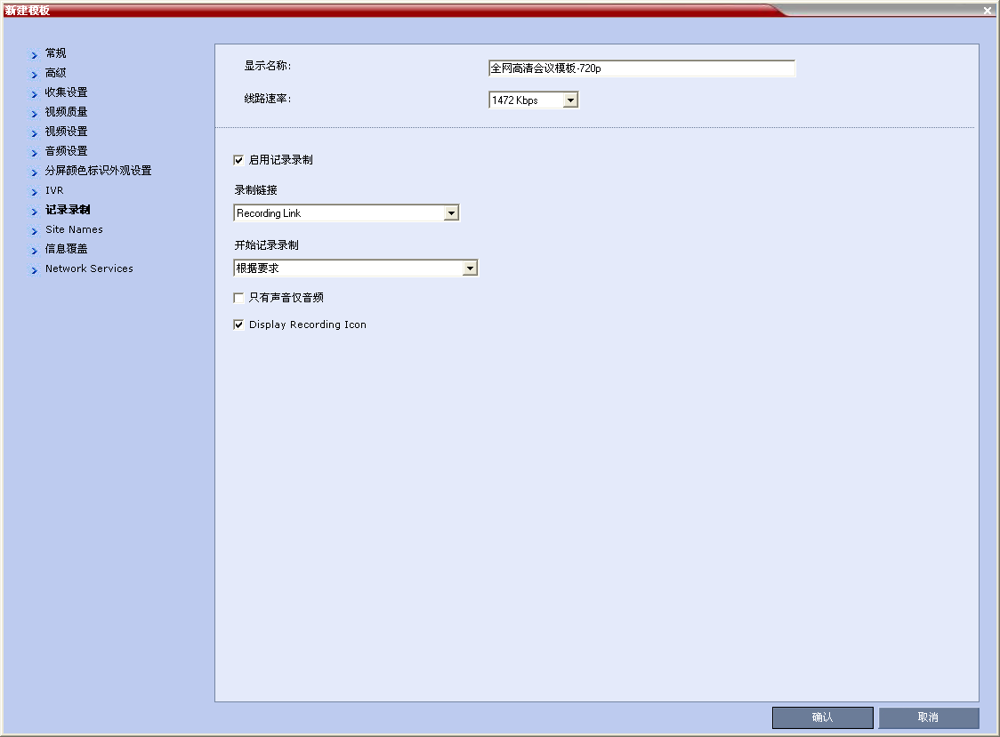 新建模板
常规
高级
收集设置
视频质量
视频设置
音频设置
分屏颜色标识外观设置
IVR
记录录制
Site Names
信息覆盖
Network Services
显示名称:
全网高清会议模板-720p
线路速率:
1472 Kbps
启用记录录制
录制链接
Recording Link
开始记录录制
根据要求
只有声音仅音频
Display Recording Icon
确认
取消